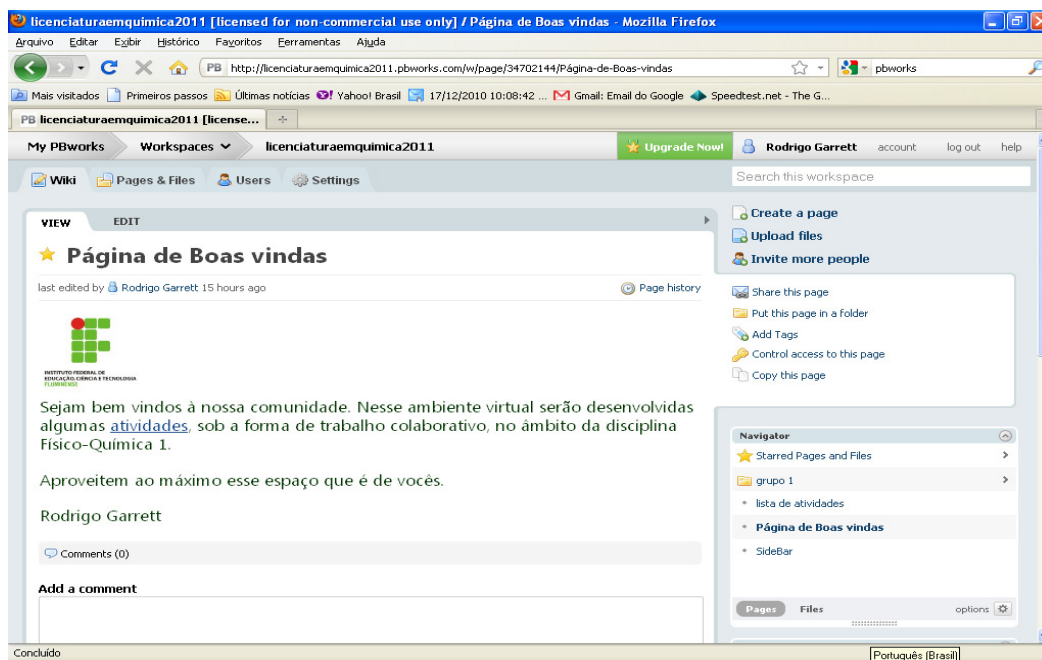 licenciaturaemquimica2011 [licensed for non-commercial use only] / Página de Boas vindas - Mozilla Firefox
Arquivo Editar Exibir Histórico Favoritos Ferramentas Ajuda
PB http://licenciaturaemquimica2011.pbworks.com/w/page/34702144/Página-de-Boas-vindas pbworks
Mais visitados Primeiros passos Últimas notícias Yahoo! Brasil 17/12/2010 10:08:42 ... Gmail: Email do Google Speedtest.net - The G...
PB licenciaturaemquimica2011 [license...
My PBworks Workspaces licenciaturaemquimica2011 Upgrade Now! Rodrigo Garrett account log out help
Wiki Pages & Files Users Settings Search this workspace
VIEW EDIT
Página de Boas vindas
last edited by Rodrigo Garrett 15 hours ago Page history
INSTITUTO FEDERAL DE
EDUCAÇÃO, CIÊNCIA E TECNOLOGIA
FLUMINENSE
Sejam bem vindos à nossa comunidade. Nesse ambiente virtual serão desenvolvidas
algumas atividades, sob a forma de trabalho colaborativo, no âmbito da disciplina
Físico-Química 1.
Aproveitem ao máximo esse espaço que é de vocês.
Rodrigo Garrett
Comments (0)
Add a comment
Create a page
Upload files
Invite more people
Share this page
Put this page in a folder
Add Tags
Control access to this page
Copy this page
Navigator
Starred Pages and Files
grupo 1
lista de atividades
Página de Boas vindas
SideBar
Pages Files options
Concluído Português (Brasil)